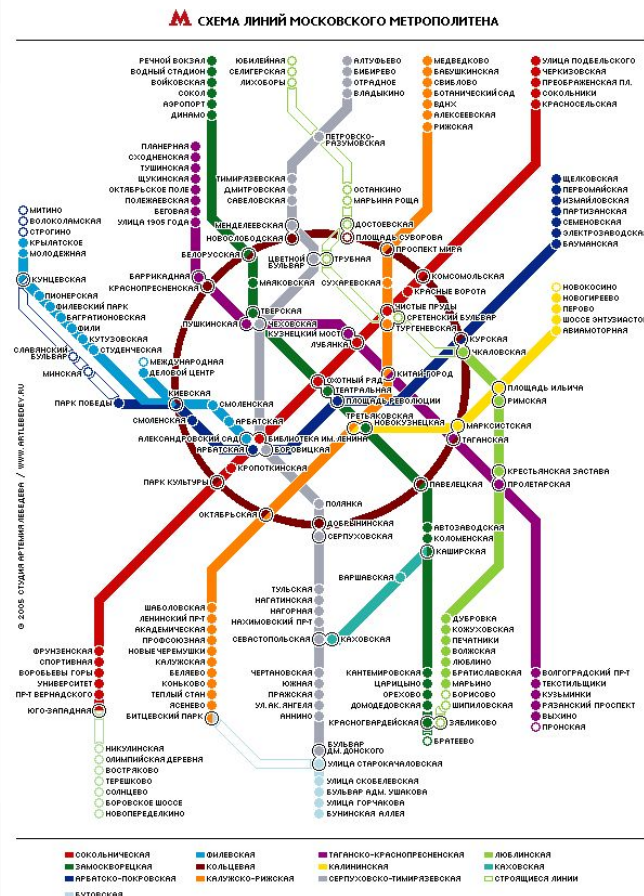 М СХЕМА ЛИНИЙ МОСКОВСКОГО МЕТРОПОЛИТЕНА
РЕЧНОЙ ВОКЗАЛ
ВОДНЫЙ СТАДИОН
ВОЙКОВСКАЯ
СОКОЛ
АЭРОПОРТ
ДИНАМО
ЮБИЛЕЙНАЯ
СЕЛИГЕРСКАЯ
ЛИХОБОРЫ
АЛТУФЬЕВО
БИБИРЕВО
ОТРАДНОЕ
ВЛАДЫКИНО
МЕДВЕДКОВО
БАБУШКИНСКАЯ
СВИБЛОВО
БОТАНИЧЕСКИЙ САД
ВДНХ
АЛЕКСЕЕВСКАЯ
РИЖСКАЯ
УЛИЦА ПОДБЕЛЬСКОГО
ЧЕРКИЗОВСКАЯ
ПРЕОБРАЖЕНСКАЯ ПЛ.
СОКОЛЬНИКИ
КРАСНОСЕЛЬСКАЯ
ПЕТРОВСКО-
РАЗУМОВСКАЯ
ПЛАНЕРНАЯ
СХОДНЕНСКАЯ
ТУШИНСКАЯ
ЩУКИНСКАЯ
ОКТЯБРЬСКОЕ ПОЛЕ
ПОЛЕЖАЕВСКАЯ
БЕГОВАЯ
УЛИЦА 1905 ГОДА
ТИМИРЯЗЕВСКАЯ
ДМИТРОВСКАЯ
САВЕЛОВСКАЯ
МЕНДЕЛЕЕВСКАЯ
НОВОСЛОБОДСКАЯ
ОСТАНКИНО
МАРЬИНА РОЩА
ДОСТОЕВСКАЯ
ПЛОЩАДЬ СУВОРОВА
ЩЕЛКОВСКАЯ
ПЕРВОМАЙСКАЯ
ИЗМАЙЛОВСКАЯ
ПАРТИЗАНСКАЯ
СЕМЕНОВСКАЯ
ЭЛЕКТРОЗАВОДСКАЯ
БАУМАНСКАЯ
МИТИНО
ВОЛОКОЛАМСКАЯ
СТРОГИНО
КРЫЛАТСКОЕ
МОЛОДЕЖНАЯ
КУНЦЕВСКАЯ
ПИОНЕРСКАЯ
ФИЛЕВСКИЙ ПАРК
БАГРАТИОНОВСКАЯ
ФИЛИ
КУТУЗОВСКАЯ
СТУДЕНЧЕСКАЯ
СЛАВЯНСКИЙ
БУЛЬВАР
МИНСКАЯ
ПАРК ПОБЕДЫ
МЕЖДУНАРОДНАЯ
ДЕЛОВОЙ ЦЕНТР
БЕЛОРУССКАЯ
БАРРИКАДНАЯ
КРАСНОПРЕСНЕНСКАЯ
ЦВЕТНОЙ
БУЛЬВАР
ТРУБНАЯ
ПРОСПЕКТ МИРА
МАЯКОВСКАЯ
СУХАРЕВСКАЯ
КОМСОМОЛЬСКАЯ
КРАСНЫЕ ВОРОТА
НОВОКОСИНО
НОВОГИРЕЕВО
ПЕРОВО
ШОССЕ ЭНТУЗИАСТО
АВИАМОТОРНАЯ
ТВЕРСКАЯ
ПУШКИНСКАЯ
ЧЕХОВСКАЯ
КУЗНЕЦКИЙ МОСТ
ЛУБЯНКА
ЧИСТЫЕ ПРУДЫ
СРЕТЕНСКИЙ БУЛЬВАР
ТУРГЕНЕВСКАЯ
КУРСКАЯ
ЧКАЛОВСКАЯ
КИЕВСКАЯ
СМОЛЕНСКАЯ
АРБАТСКАЯ
СМОЛЕНСКАЯ
АЛЕКСАНДРОВСКИЙ САД
АРБАТСКАЯ
ОХОТНЫЙ РЯД
ТЕАТРАЛЬНАЯ
ПЛОЩАДЬ РЕВОЛЮЦИИ
КИТАЙ-ГОРОД
ТРЕТЬЯКОВСКАЯ
НОВОКУЗНЕЦКАЯ
БИБЛИОТЕКА ИМ. ЛЕНИНА
БОРОВИЦКАЯ
ПЛОЩАДЬ ИЛЬИЧА
РИМСКАЯ
МАРКСИСТСКАЯ
ТАГАНСКАЯ
КРОПОТКИНСКАЯ
ПАРК КУЛЬТУРЫ
ОКТЯБРЬСКАЯ
ПОЛЯНКА
ДОБРЫНИНСКАЯ
СЕРПУХОВСКАЯ
ПАВЕЛЕЦКАЯ
КРЕСТЬЯНСКАЯ ЗАСТАВА
ПРОЛЕТАРСКАЯ
АВТОЗАВОДСКАЯ
КОЛОМЕНСКАЯ
КАШИРСКАЯ
ВАРШАВСКАЯ
КАХОВСКАЯ
ТУЛЬСКАЯ
НАГАТИНСКАЯ
НАГОРНАЯ
НАХИМОВСКИЙ ПР-Т
СЕВАСТОПОЛЬСКАЯ
ЧЕРТАНОВСКАЯ
ЮЖНАЯ
ПРАЖСКАЯ
УЛ. АК. ЯНГЕЛЯ
АННИНО
БУЛЬВАР
ДМ. ДОНСКОГО
УЛИЦА СТАРОКАЧАЛОВСКАЯ
УЛИЦА СКОБЕЛЕВСКАЯ
БУЛЬВАР АДМ. УШАКОВА
УЛИЦА ГОРЧАКОВА
БУНИНСКАЯ АЛЛЕЯ
ШАБОЛОВСКАЯ
ЛЕНИНСКИЙ ПР-Т
АКАДЕМИЧЕСКАЯ
ПРОФСОЮЗНАЯ
НОВЫЕ ЧЕРЕМУШКИ
КАЛУЖСКАЯ
БЕЛЯЕВО
КОНЬКОВО
ТЕПЛЫЙ СТАН
ЯСЕНЕВО
БИТЦЕВСКИЙ ПАРК
ФРУНЗЕНСКАЯ
СПОРТИВНАЯ
ВОРОБЬЕВЫ ГОРЫ
УНИВЕРСИТЕТ
ПР-Т ВЕРНАДСКОГО
ЮГО-ЗАПАДНАЯ
НИКУЛИНСКАЯ
ОЛИМПИЙСКАЯ ДЕРЕВНЯ
ВОСТРЯКОВО
ТЕРЕШКОВО
СОЛНЦЕВО
БОРОВСКОЕ ШОССЕ
НОВОПЕРЕДЕЛКИНО
КАНТЕМИРОВСКАЯ
ЦАРИЦЫНО
ОРЕХОВО
ДОМОДЕДОВСКАЯ
КРАСНОГВАРДЕЙСКАЯ
БРАТЕЕВО
ДУБРОВКА
КОЖУХОВСКАЯ
ПЕЧАТНИКИ
ВОЛЖСКАЯ
ЛЮБЛИНО
БРАТИСЛАВСКАЯ
МАРЬИНО
БОРИСОВО
ШИПИЛОВСКАЯ
ЗЯБЛИКОВО
ВОЛГОГРАДСКИЙ ПР-Т
ТЕКСТИЛЬЩИКИ
КУЗЬМИНКИ
РЯЗАНСКИЙ ПРОСПЕКТ
ВЫХИНО
ПРОНСКАЯ
© 2005 СТУДИЯ АРТЕМИЯ ЛЕБЕДЕВА / WWW.ARTLEBEDEV.RU
СОКОЛЬНИЧЕСКАЯ
ЗАМОСКВОРЕЦКАЯ
АРБАТСКО-ПОКРОВСКАЯ
ФИЛЕВСКАЯ
КОЛЬЦЕВАЯ
КАЛУЖСКО-РИЖСКАЯ
ТАГАНСКО-КРАСНОПРЕСНЕНСКАЯ
КАЛИНИНСКАЯ
СЕРПУХОВСКО-ТИМИРЯЗЕВСКАЯ
ЛЮБЛИНСКАЯ
КАХОВСКАЯ
СТРОЯЩИЕСЯ ЛИНИИ
БУТОВСКАЯ